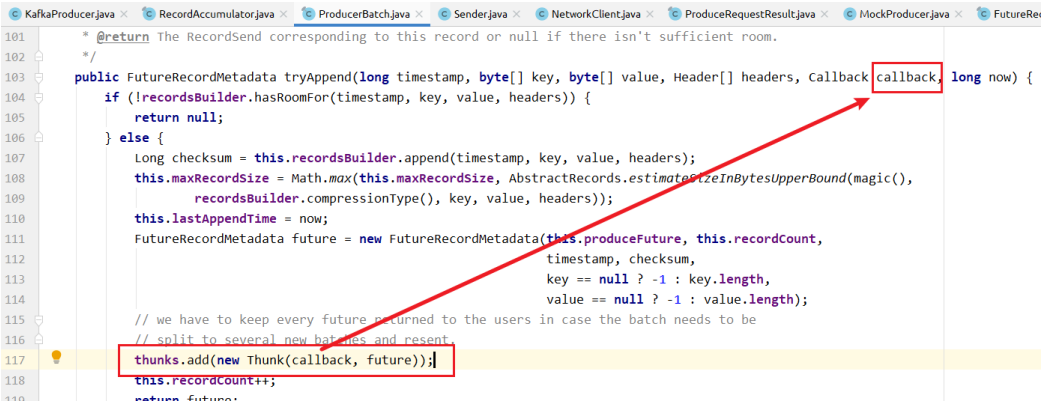 KafkaProducer.java × RecordAccumulator.java × ProducerBatch.java × Sender.java × NetworkClient.java × ProduceRequestResult.java × MockProducer.java × FutureRec
101 * @return The RecordSend corresponding to this record or null if there isn't sufficient room.
102 */
103 public FutureRecordMetadata tryAppend(long timestamp, byte[] key, byte[] value, Header[] headers, Callback callback, long now) {
104 if (!recordsBuilder.hasRoomFor(timestamp, key, value, headers)) {
105 return null;
106 } else {
107 Long checksum = this.recordsBuilder.append(timestamp, key, value, headers);
108 this.maxRecordSize = Math.max(this.maxRecordSize, AbstractRecords.estimateSizeInBytesUpperBound(magic(),
109 recordsBuilder.compressionType(), key, value, headers));
110 this.lastAppendTime = now;
111 FutureRecordMetadata future = new FutureRecordMetadata(this.produceFuture, this.recordCount,
112 timestamp, checksum,
113 key == null ? -1 : key.length,
114 value == null ? -1 : value.length);
115 // we have to keep every future returned to the users in case the batch needs to be
116 // split to several new batches and resent.
117 thunks.add(new Thunk(callback, future));
118 this.recordCount++;
119 return future;